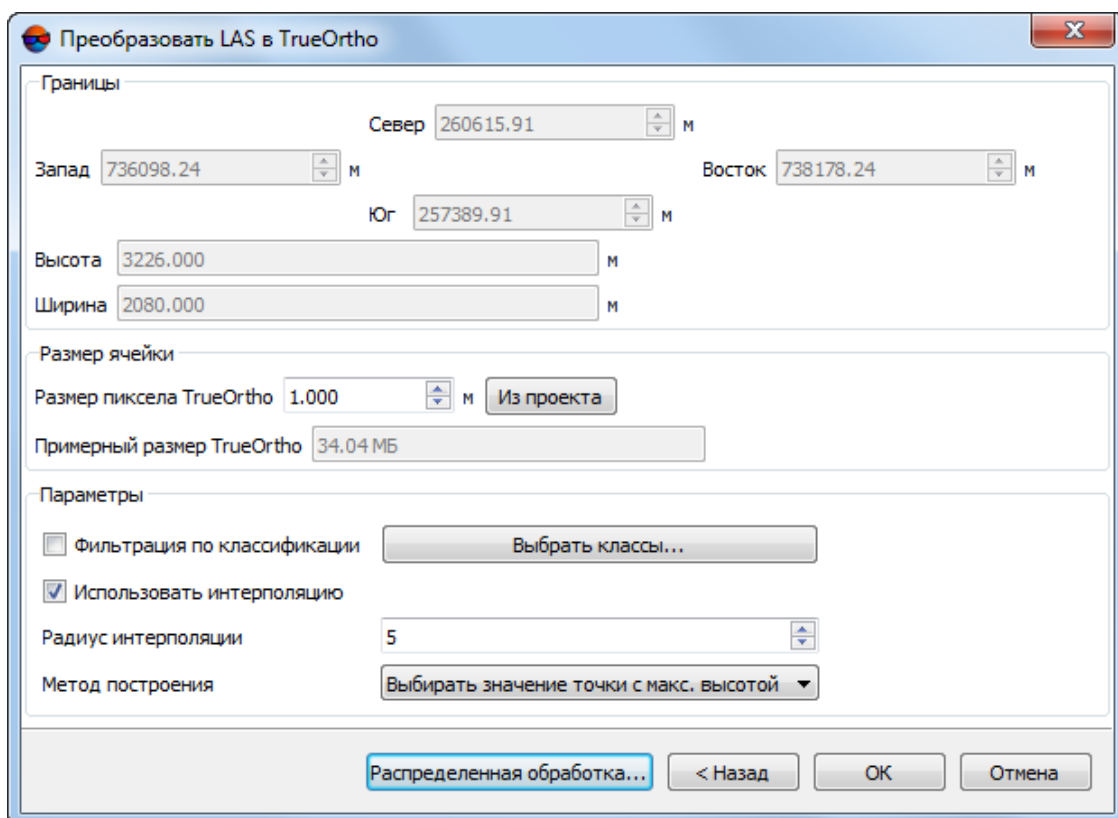 Преобразовать LAS в TrueOrtho
Границы
Север 260615.91 м
Запад 736098.24 м Восток 738178.24 м
Юг 257389.91 м
Высота 3226.000 м
Ширина 2080.000 м
Размер ячейки
Размер пиксела TrueOrtho 1.000 м Из проекта
Примерный размер TrueOrtho 34.04 МБ
Параметры
Фильтрация по классификации Выбрать классы...
Использовать интерполяцию
Радиус интерполяции 5
Метод построения Выбирать значение точки с макс. высотой
Распределенная обработка... < Назад OK Отмена